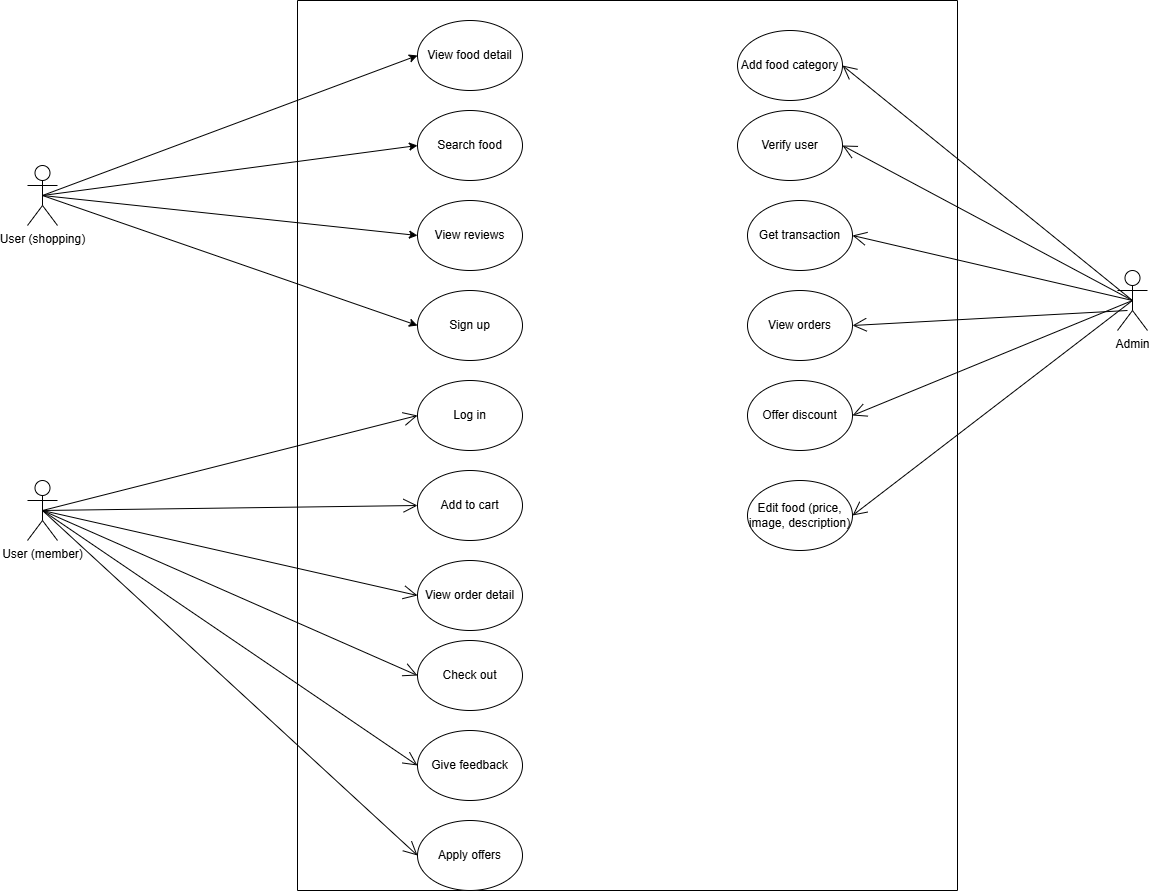 View food detail
Search food
View reviews
User (shopping)
Sign up
Log in
Add to cart
User (member)
View order detail
Check out
Give feedback
Apply offers
Add food category
Verify user
Get transaction
View orders
Admin
Offer discount
Edit food (price,
image, description)